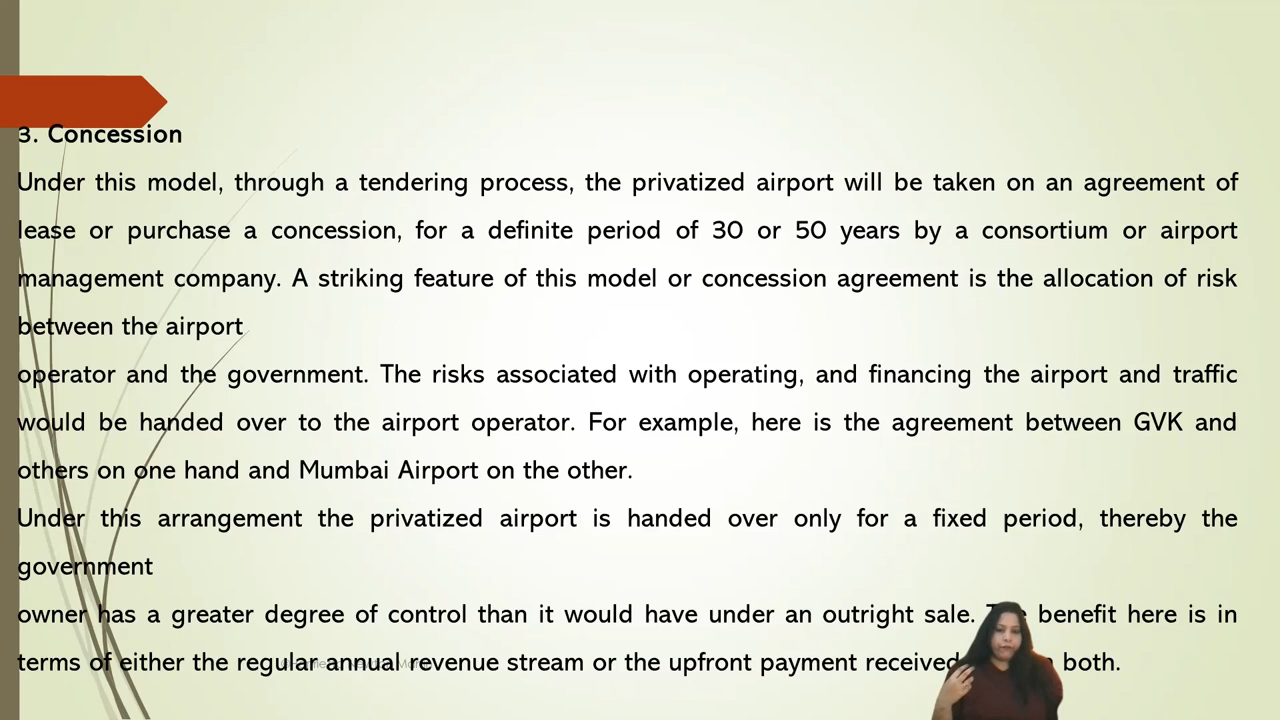 3. Concession
Under this model, through a tendering process, the privatized airport will be taken on an agreement of
lease or purchase a concession, for a definite period of 30 or 50 years by a consortium or airport
management company. A striking feature of this model or concession agreement is the allocation of risk
between the airport
operator and the government. The risks associated with operating, and financing the airport and traffic
would be handed over to the airport operator. For example, here is the agreement between GVK and
others on one hand and Mumbai Airport on the other.
Under this arrangement the privatized airport is handed over only for a fixed period, thereby the
government
owner has a greater degree of control than it would have under an outright sale. benefit here is in
terms of either the regular annual revenue stream or the upfront payment received both.